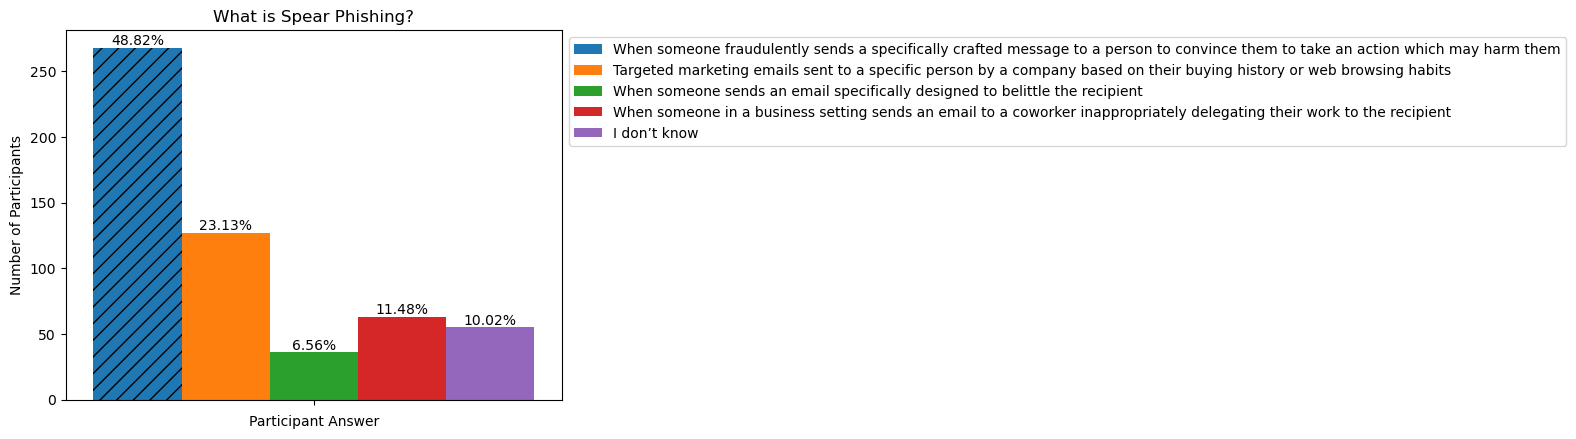 What is Spear Phishing?
48.82%
23.13%
6.56%
11.48%
10.02%
250
200
150
100
50
0
Number of Participants
Participant Answer
When someone fraudulently sends a specifically crafted message to a person to convince them to take an action which may harm them
Targeted marketing emails sent to a specific person by a company based on their buying history or web browsing habits
When someone sends an email specifically designed to belittle the recipient
When someone in a business setting sends an email to a coworker inappropriately delegating their work to the recipient
I don’t know